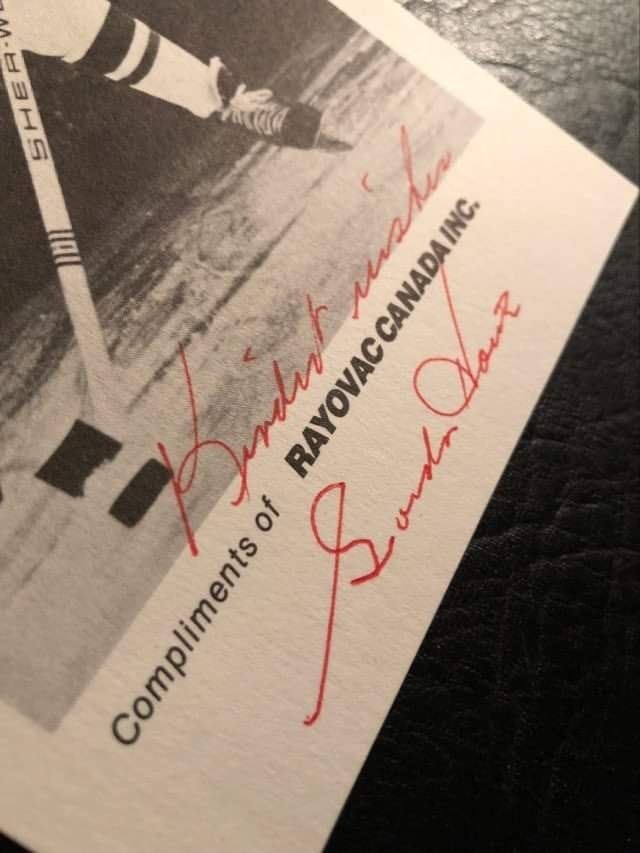 SHER-W
Kindest wishes
Compliments of RAYOVAC CANADA INC.
Gordie Howe